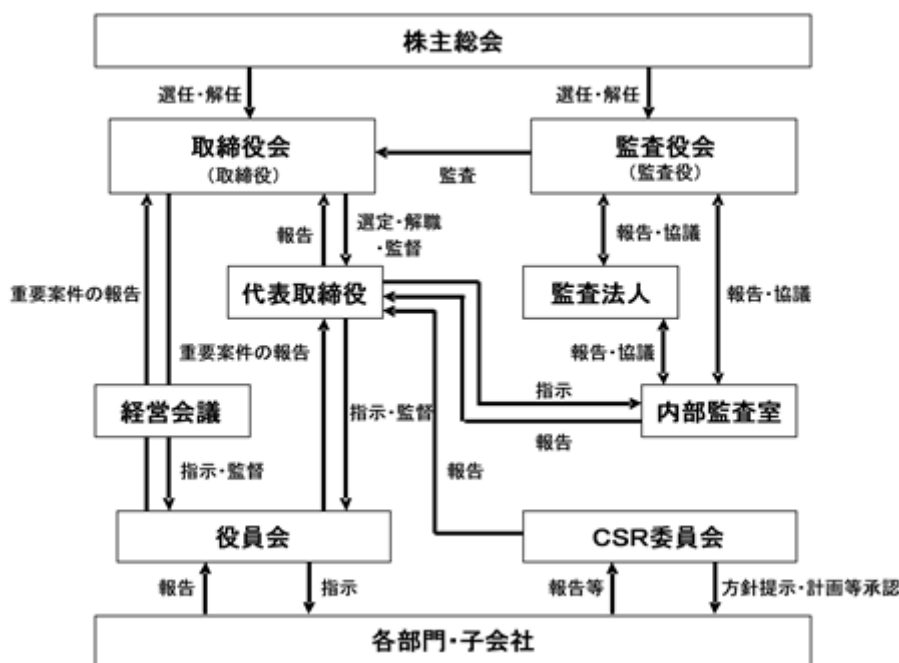 株主総会
選任・解任
選任・解任
取締役会
(取締役)
監査役会
(監査役)
監査
報告
選定・解職
・監督
報告・協議
重要案件の報告
代表取締役
監査法人
報告・協議
重要案件の報告
報告・協議
経営会議
指示・監督
指示
内部監査室
報告
指示・監督
報告
役員会
CSR委員会
報告
指示
報告等
方針提示・計画等承認
各部門・子会社